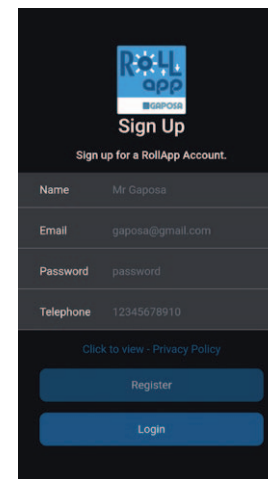 ROLL
app
GAPOSA
Sign Up
Sign up for a RollApp Account.
Name Mr Gaposa
Email gaposa@gmail.com
Password password
Telephone 12345678910
Click to view - Privacy Policy
Register
Login